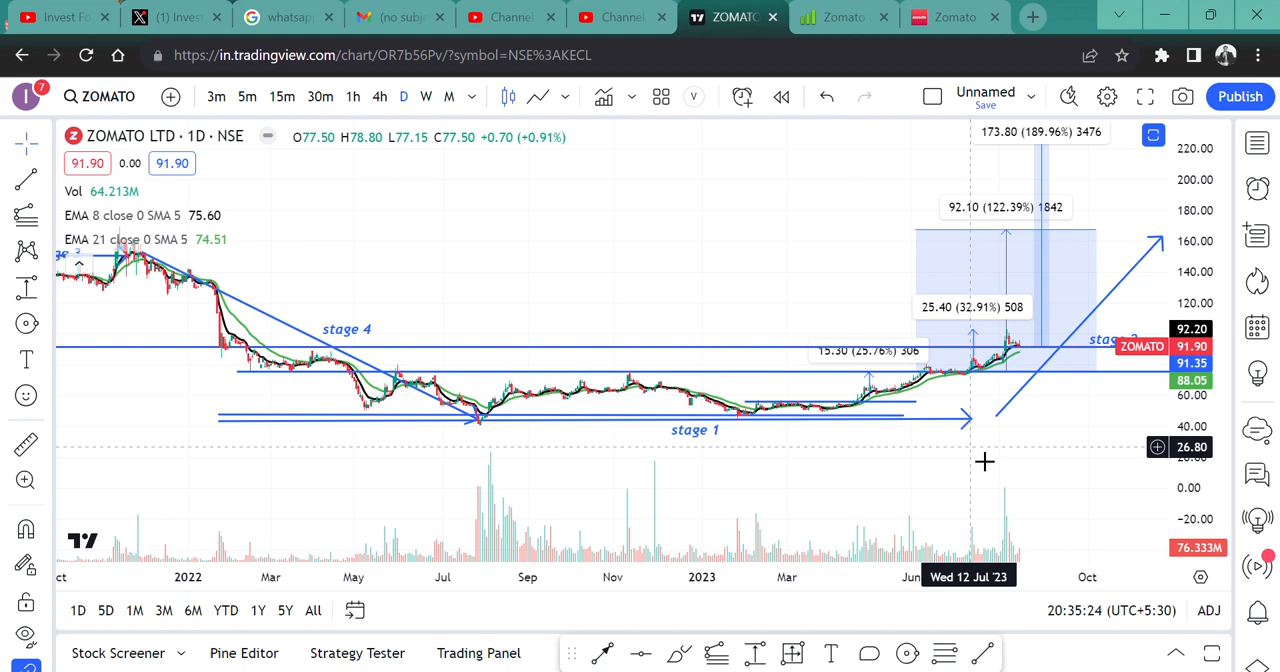 Invest Fo
(1) Invest
whatsapp
(no subje
Channel
Channel
ZOMATO
Zomato
Zomato
https://in.tradingview.com/chart/OR7b56Pv/?symbol=NSE%3AKECL
I 7 ZOMATO 3m 5m 15m 30m 1h 4h D W M V Unnamed Save Publish
ZOMATO LTD · 1D · NSE O77.50 H78.80 L77.15 C77.50 +0.70 (+0.91%)
91.90 0.00 91.90
Vol 64.213M
EMA 8 close 0 SMA 5 75.60
EMA 21 close 0 SMA 5 74.51
173.80 (189.96%) 3476
92.10 (122.39%) 1842
25.40 (32.91%) 508
15.30 (25.76%) 306
stage 4
stage 1
220.00
200.00
180.00
160.00
140.00
120.00
92.20
ZOMATO 91.90
91.35
88.05
60.00
40.00
26.80
0.00
−20.00
76.333M
2022 Mar May Jul Sep Nov 2023 Mar Jun Wed 12 Jul '23 Oct
1D 5D 1M 3M 6M YTD 1Y 5Y All 20:35:24 (UTC+5:30) ADJ
Stock Screener Pine Editor Strategy Tester Trading Panel